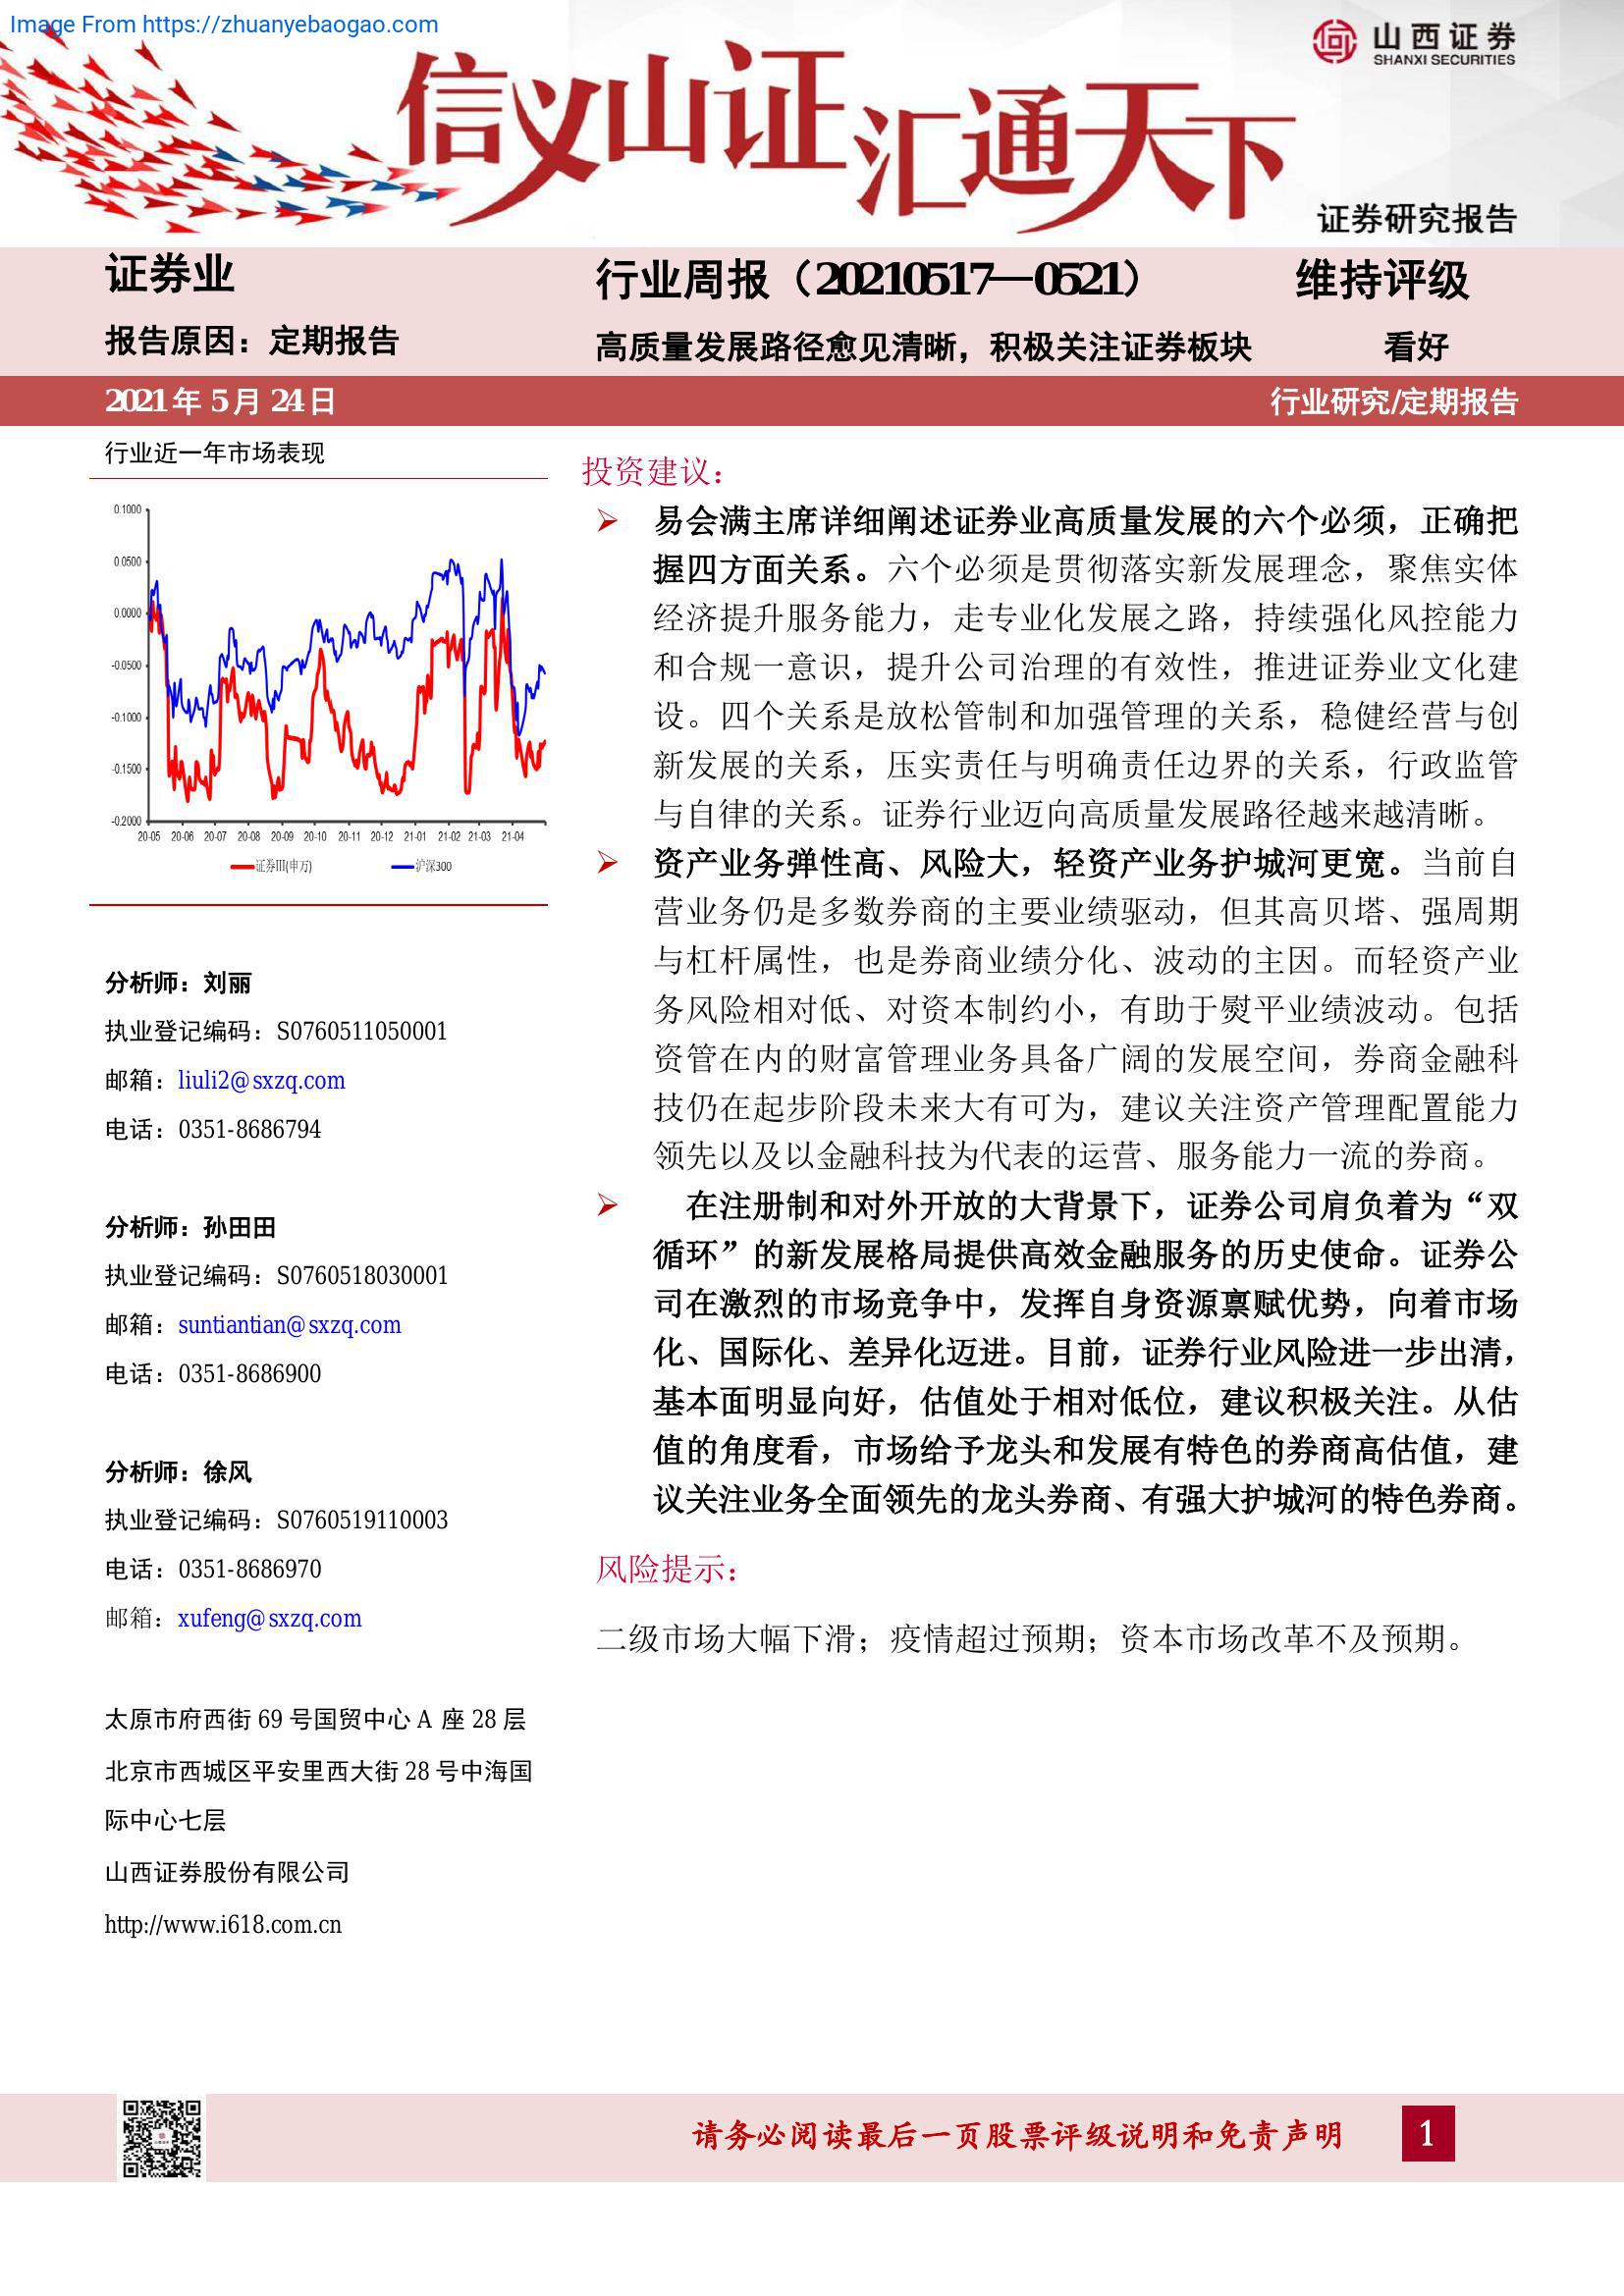 Image From https://zhuanyebaogao.com
山西证券
SHANXI SECURITIES
信义山证汇通天下
证券研究报告
证券业
行业周报（20210517—0521）
维持评级
报告原因：定期报告
高质量发展路径愈见清晰，积极关注证券板块
看好
2021年5月24日
行业研究/定期报告
行业近一年市场表现
0.1000
0.0500
0.0000
-0.0500
-0.1000
-0.1500
-0.2000
20-05 20-06 20-07 20-08 20-09 20-10 20-11 20-12 21-01 21-02 21-03 21-04
证券III(申万) 沪深300
分析师：刘丽
执业登记编码：S0760511050001
邮箱：liuli2@sxzq.com
电话：0351-8686794
分析师：孙田田
执业登记编码：S0760518030001
邮箱：suntiantian@sxzq.com
电话：0351-8686900
分析师：徐风
执业登记编码：S0760519110003
电话：0351-8686970
邮箱：xufeng@sxzq.com
太原市府西街69号国贸中心A座28层
北京市西城区平安里西大街28号中海国
际中心七层
山西证券股份有限公司
http://www.i618.com.cn
投资建议：
易会满主席详细阐述证券业高质量发展的六个必须，正确把
握四方面关系。六个必须是贯彻落实新发展理念，聚焦实体
经济提升服务能力，走专业化发展之路，持续强化风控能力
和合规一意识，提升公司治理的有效性，推进证券业文化建
设。四个关系是放松管制和加强管理的关系，稳健经营与创
新发展的关系，压实责任与明确责任边界的关系，行政监管
与自律的关系。证券行业迈向高质量发展路径越来越清晰。
资产业务弹性高、风险大，轻资产业务护城河更宽。当前自
营业务仍是多数券商的主要业绩驱动，但其高贝塔、强周期
与杠杆属性，也是券商业绩分化、波动的主因。而轻资产业
务风险相对低、对资本制约小，有助于熨平业绩波动。包括
资管在内的财富管理业务具备广阔的发展空间，券商金融科
技仍在起步阶段未来大有可为，建议关注资产管理配置能力
领先以及以金融科技为代表的运营、服务能力一流的券商。
在注册制和对外开放的大背景下，证券公司肩负着为“双
循环”的新发展格局提供高效金融服务的历史使命。证券公
司在激烈的市场竞争中，发挥自身资源禀赋优势，向着市场
化、国际化、差异化迈进。目前，证券行业风险进一步出清，
基本面明显向好，估值处于相对低位，建议积极关注。从估
值的角度看，市场给予龙头和发展有特色的券商高估值，建
议关注业务全面领先的龙头券商、有强大护城河的特色券商。
风险提示：
二级市场大幅下滑；疫情超过预期；资本市场改革不及预期。
请务必阅读最后一页股票评级说明和免责声明
1